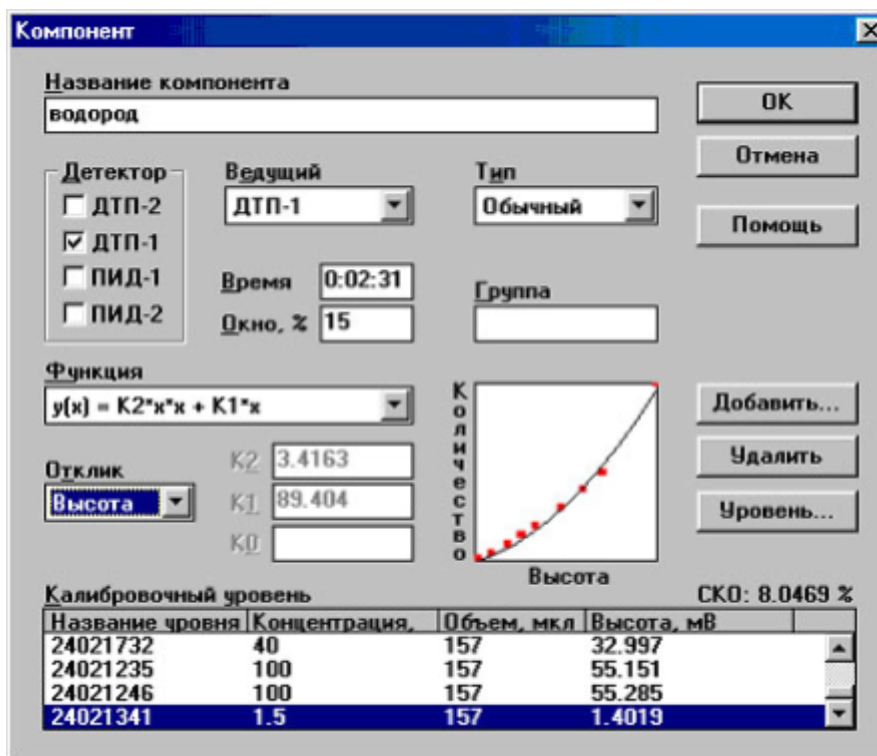 Компонент
Название компонента
водород
OK
Отмена
Помощь
Детектор
ДТП-2
ДТП-1
ПИД-1
ПИД-2
Ведущий
ДТП-1
Тип
Обычный
Время 0:02:31
Окно, % 15
Группа
Функция
y(x) = K2*x*x + K1*x
Отклик
Высота
K2 3.4163
K1 89.404
K0
Количество
Высота
Добавить...
Удалить
Уровень...
Калибровочный уровень
СКО: 8.0469 %
Название уровня Концентрация, Объем, мкл Высота, мВ
24021732 40 157 32.997
24021235 100 157 55.151
24021246 100 157 55.285
24021341 1.5 157 1.4019